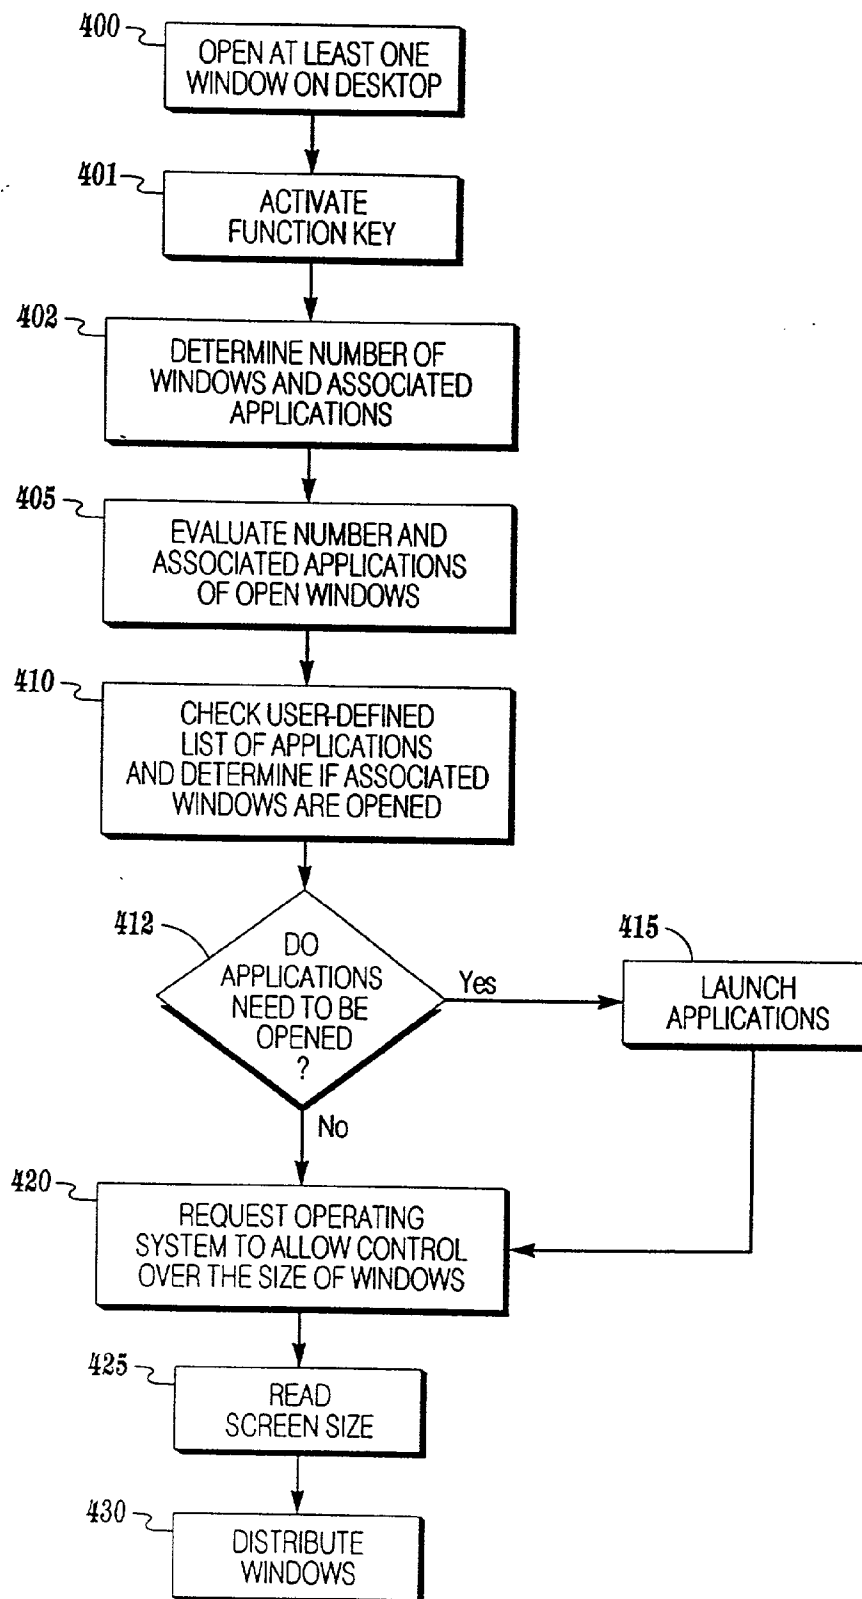 400
OPEN AT LEAST ONE
WINDOW ON DESKTOP
401
ACTIVATE
FUNCTION KEY
402
DETERMINE NUMBER OF
WINDOWS AND ASSOCIATED
APPLICATIONS
405
EVALUATE NUMBER AND
ASSOCIATED APPLICATIONS
OF OPEN WINDOWS
410
CHECK USER-DEFINED
LIST OF APPLICATIONS
AND DETERMINE IF ASSOCIATED
WINDOWS ARE OPENED
412
DO
APPLICATIONS
NEED TO BE
OPENED
?
Yes
415
LAUNCH
APPLICATIONS
No
420
REQUEST OPERATING
SYSTEM TO ALLOW CONTROL
OVER THE SIZE OF WINDOWS
425
READ
SCREEN SIZE
430
DISTRIBUTE
WINDOWS